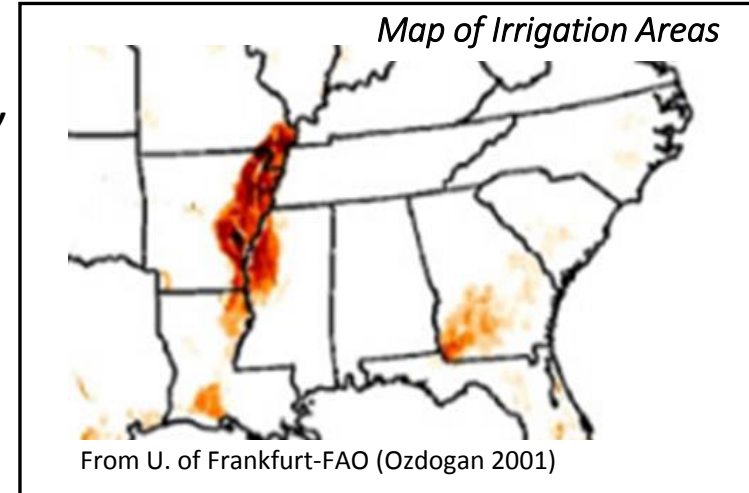 Map of Irrigation Areas
From U. of Frankfurt-FAO (Ozdogan 2001)